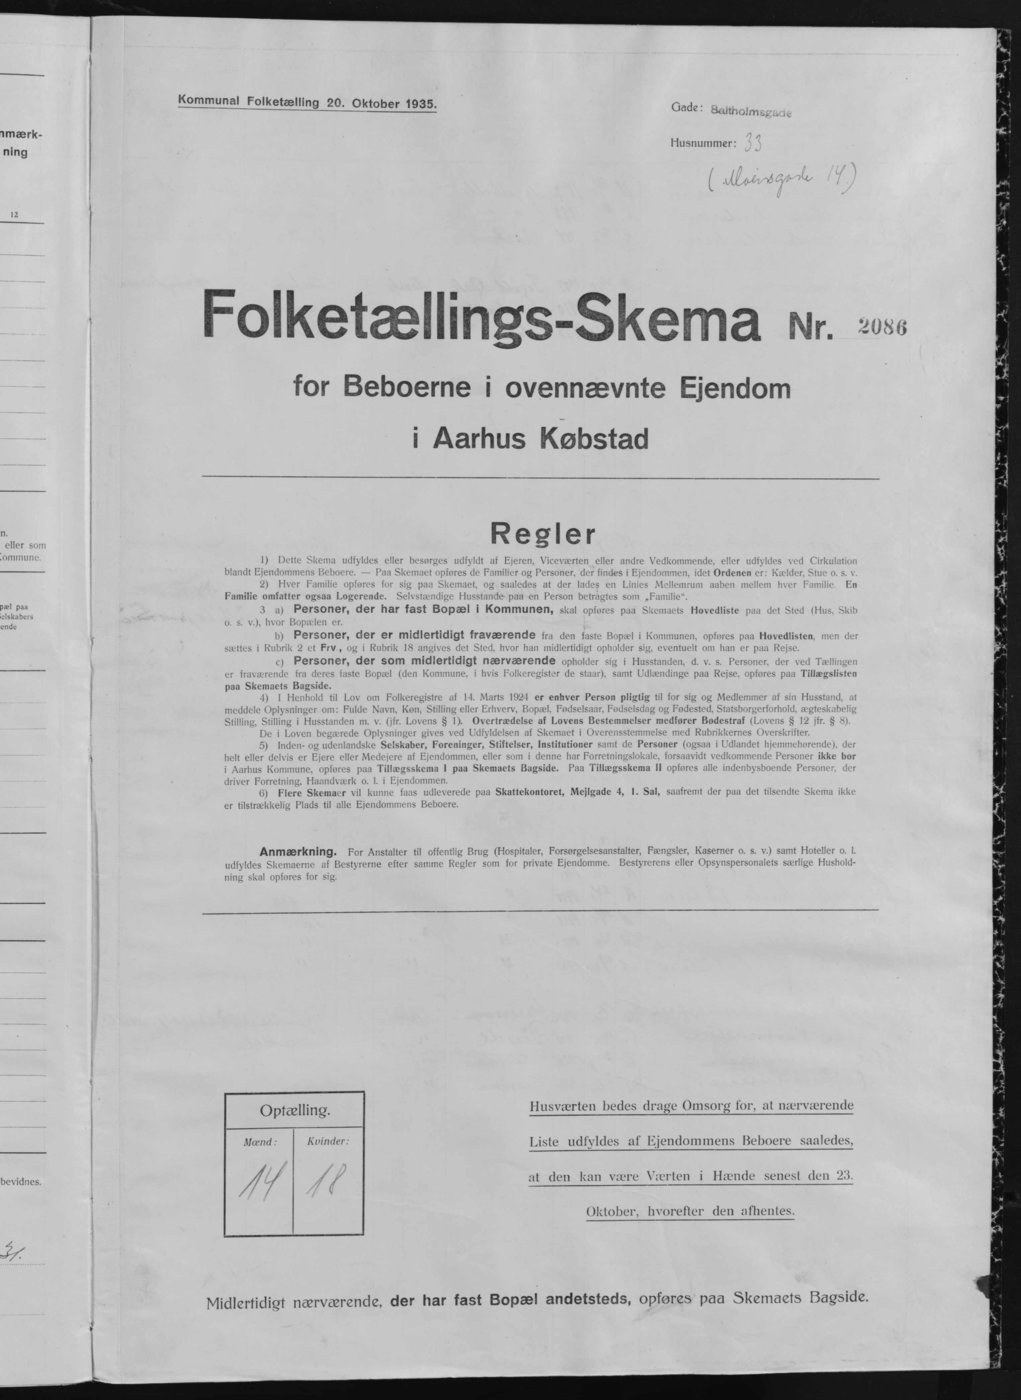 nmærk-
ning
12
n.
eller som
Commune.
pæl paa
elskabers
ende
bevidnes.
31.
Kommunal Folketælling 20. Oktober 1935.
Gade: Saltholmsgade
Husnummer: 33
(Moinsgade 14)
Folketællings-Skema Nr. 2086
for Beboerne i ovennævnte Ejendom
i Aarhus Købstad
Regler
1) Dette Skema udfyldes eller besørges udfyldt af Ejeren, Viceværten eller andre Vedkommende, eller udfyldes ved Cirkulation
blandt Ejendommens Beboere. — Paa Skemaet opføres de Familier og Personer, der findes i Ejendommen, idet Ordenen er: Kælder, Stue o. s. v.
2) Hver Familie opføres for sig paa Skemaet, og saaledes at der lades en Linies Mellemrum aaben mellem hver Familie. En
Familie omfatter ogsaa Logerende. Selvstændige Husstande paa en Person betragtes som „Familie".
3 a) Personer, der har fast Bopæl i Kommunen, skal opføres paa Skemaets Hovedliste paa det Sted (Hus, Skib
o. s. v.), hvor Bopælen er.
b) Personer, der er midlertidigt fraværende fra den faste Bopæl i Kommunen, opføres paa Hovedlisten, men der
sættes i Rubrik 2 et Frv., og i Rubrik 18 angives det Sted, hvor han midlertidigt opholder sig, eventuelt om han er paa Rejse.
c) Personer, der som midlertidigt nærværende opholder sig i Husstanden, d. v. s. Personer, der ved Tællingen
er fraværende fra deres faste Bopæl (den Kommune, i hvis Folkeregister de staar), samt Udlændinge paa Rejse, opføres paa Tillægslisten
paa Skemaets Bagside.
4) I Henhold til Lov om Folkeregistre af 14. Marts 1924 er enhver Person pligtig til for sig og Medlemmer af sin Husstand, at
meddele Oplysninger om: Fulde Navn, Køn, Stilling eller Erhverv, Bopæl, Fødselsaar, Fødselsdag og Fødested, Statsborgerforhold, ægteskabelig
Stilling, Stilling i Husstanden m. v. (jfr. Lovens § 1). Overtrædelse af Lovens Bestemmelser medfører Bødestraf (Lovens § 12 jfr. § 8).
De i Loven begærede Oplysninger gives ved Udfyldelsen af Skemaet i Overensstemmelse med Rubrikkernes Overskrifter.
5) Inden- og udenlandske Selskaber, Foreninger, Stiftelser, Institutioner samt de Personer (ogsaa i Udlandet hjemmehørende), der
helt eller delvis er Ejere eller Medejere af Ejendommen, eller som i denne har Forretningslokale, forsaavidt vedkommende Personer ikke bor
i Aarhus Kommune, opføres paa Tillægsskema I paa Skemaets Bagside. Paa Tillægsskema II opføres alle indenbysboende Personer, der
driver Forretning, Haandværk o. l. i Ejendommen.
6) Flere Skemaer vil kunne faas udleverede paa Skattekontoret, Mejlgade 4, 1. Sal, saafremt der paa det tilsendte Skema ikke
er tilstrækkelig Plads til alle Ejendommens Beboere.
Anmærkning. For Anstalter til offentlig Brug (Hospitaler, Forsørgelsesanstalter, Fængsler, Kaserner o. s. v.) samt Hoteller o. l.
udfyldes Skemaerne af Bestyrerne efter samme Regler som for private Ejendomme. Bestyrerens eller Opsynspersonalets særlige Hushold-
ning skal opføres for sig.
Optælling.
Mænd: Kvinder:
14 18
Husværten bedes drage Omsorg for, at nærværende
Liste udfyldes af Ejendommens Beboere saaledes,
at den kan være Værten i Hænde senest den 23.
Oktober, hvorefter den afhentes.
Midlertidigt nærværende, der har fast Bopæl andetsteds, opføres paa Skemaets Bagside.